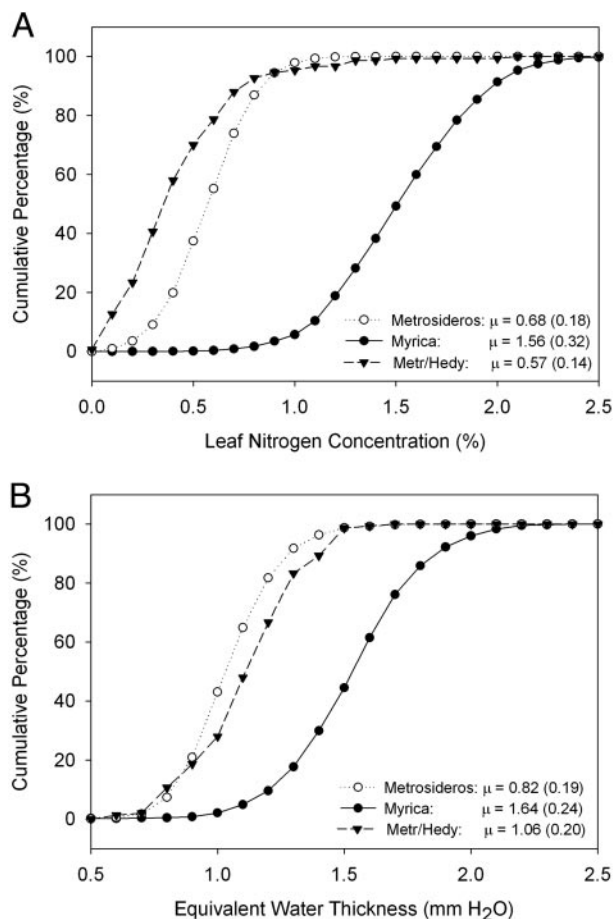 A
100
80
60
40
20
0
Cumulative Percentage (%)
Metrosideros: μ = 0.68 (0.18)
Myrica: μ = 1.56 (0.32)
Metr/Hedy: μ = 0.57 (0.14)
0.0 0.5 1.0 1.5 2.0 2.5
Leaf Nitrogen Concentration (%)
B
100
80
60
40
20
0
Cumulative Percentage (%)
Metrosideros: μ = 0.82 (0.19)
Myrica: μ = 1.64 (0.24)
Metr/Hedy: μ = 1.06 (0.20)
0.5 1.0 1.5 2.0 2.5
Equivalent Water Thickness (mm H₂O)